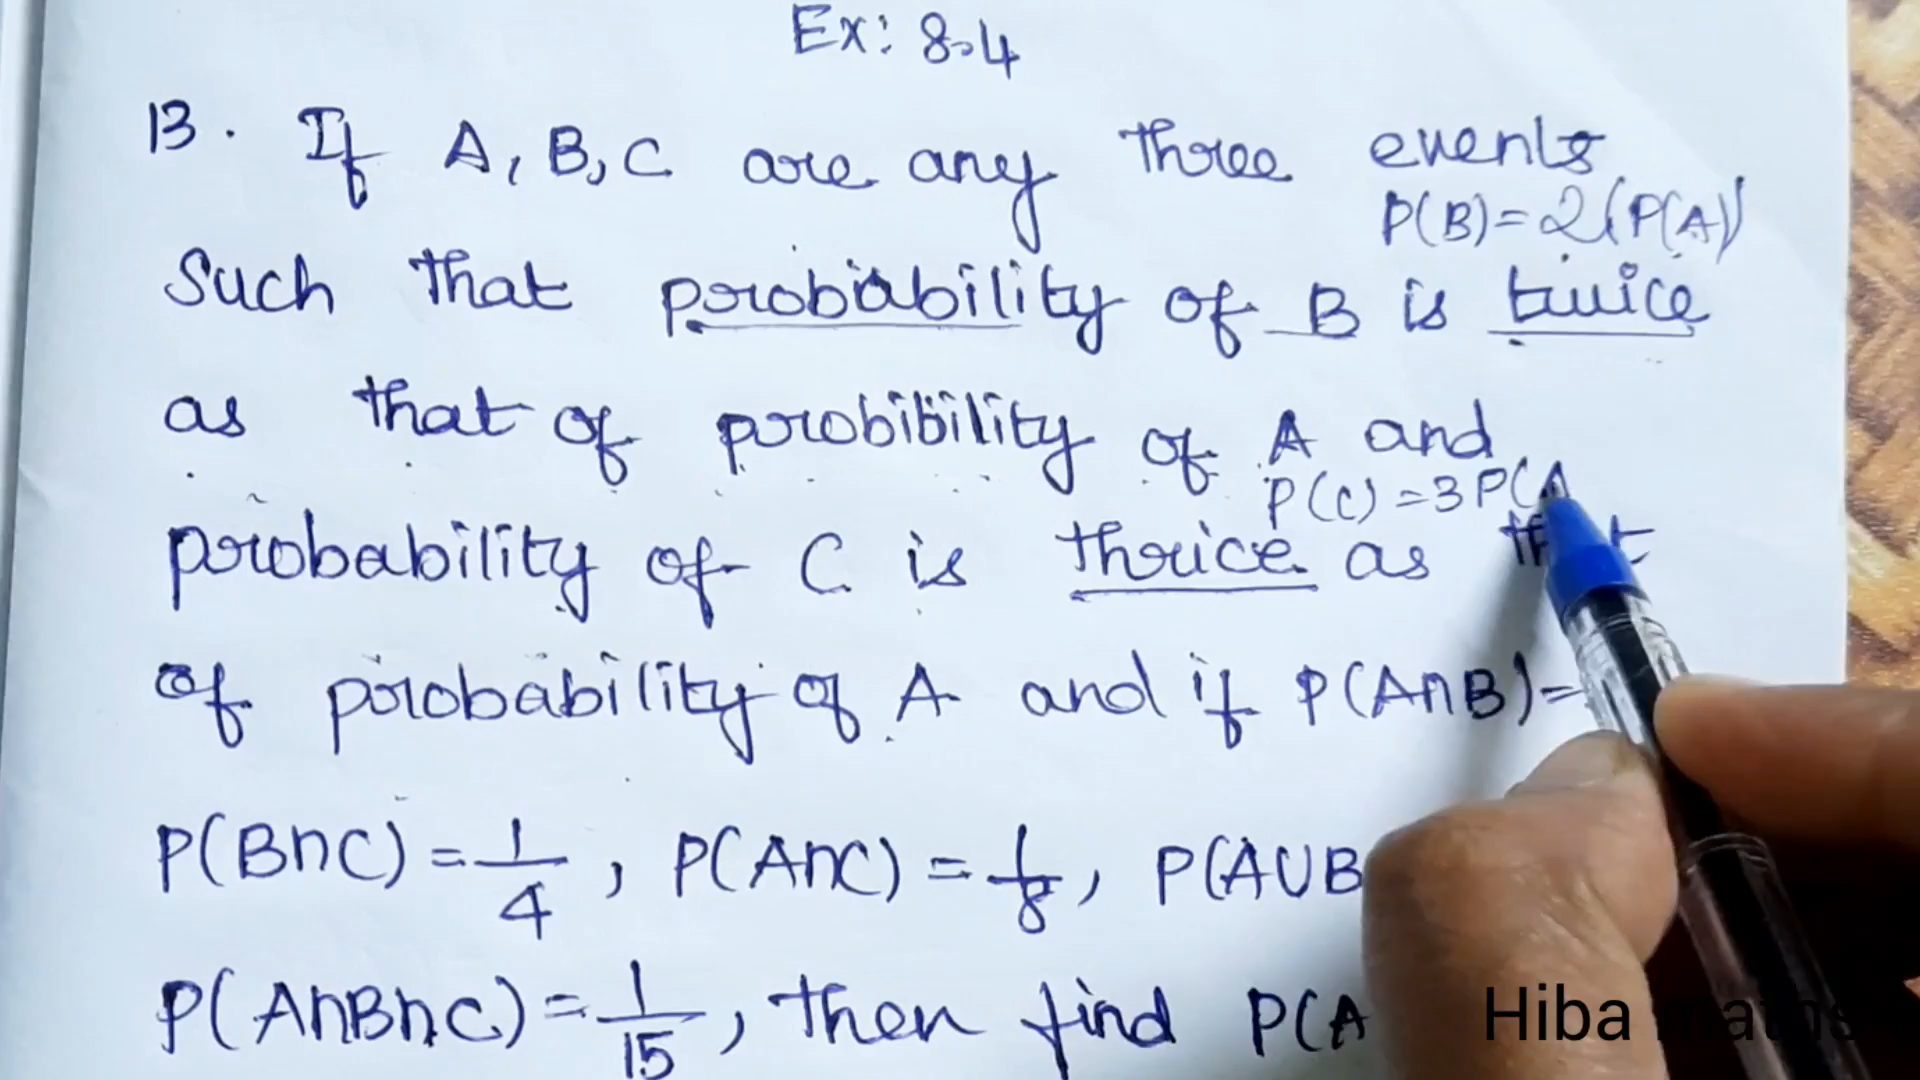 Ex: 8.4
13. If A, B, C are any three events
P(B)=2(P(A))
Such that probability of B is twice
as that of probibility of A and
P(C)=3P(A
probability of C is thrice as that
of probability of A and if P(A∩B)=
P(B∩C)=1/4, P(A∩C)=1/8, P(A∪B
P(A∩B∩C)=1/15, then find P(A
Hiba maths